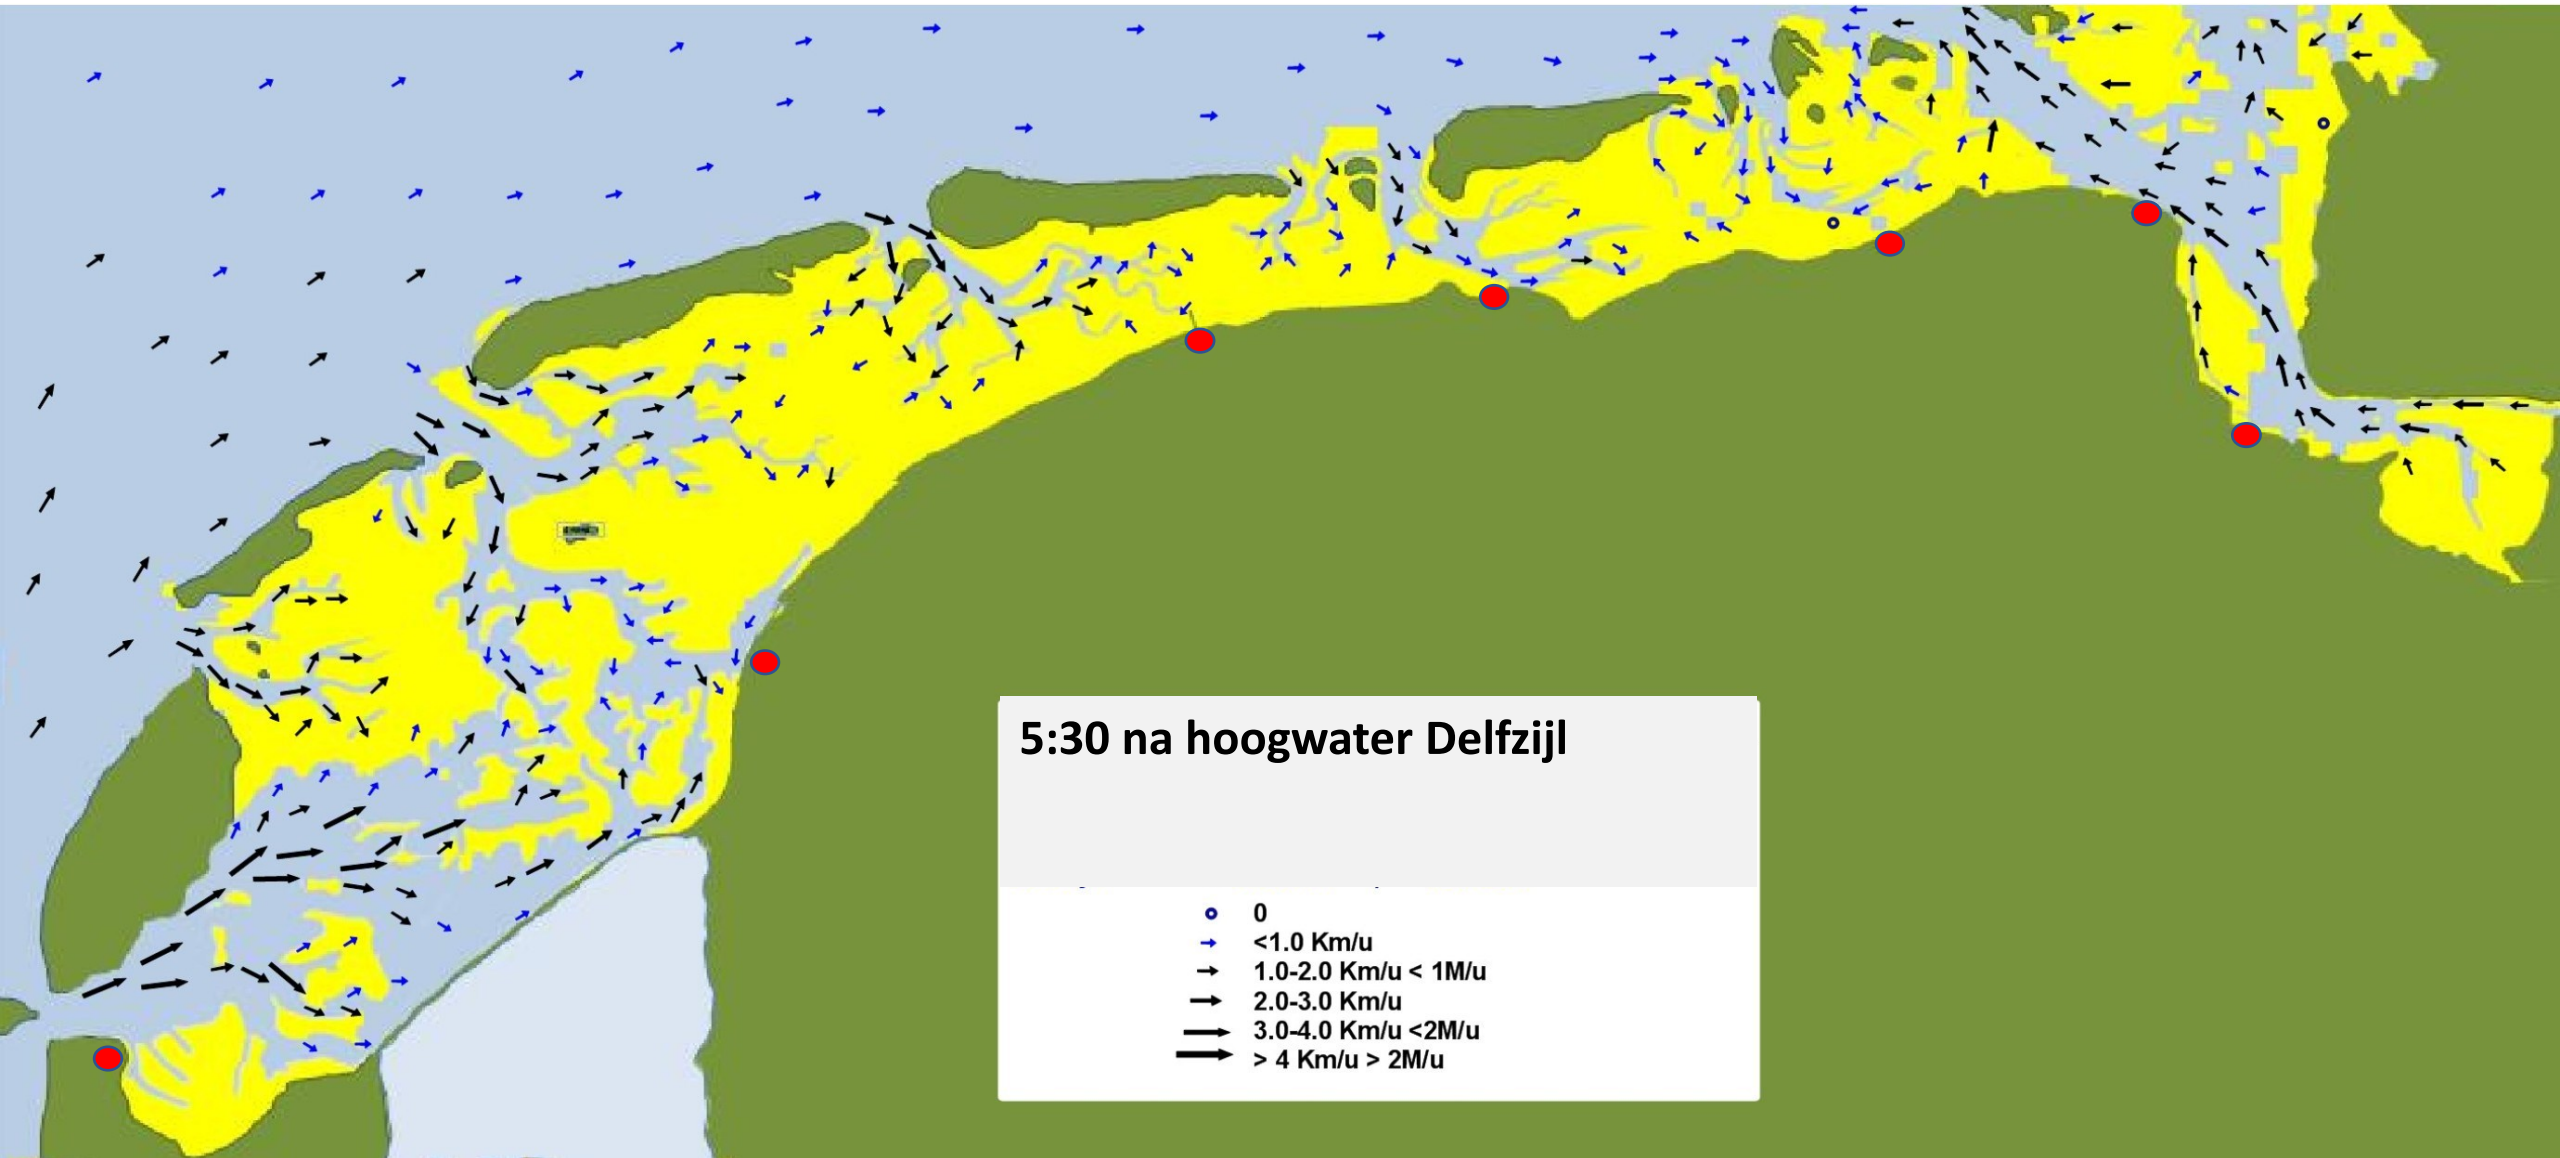 5:30 na hoogwater Delfzijl
0
<1.0 Km/u
1.0-2.0 Km/u < 1M/u
2.0-3.0 Km/u
3.0-4.0 Km/u <2M/u
> 4 Km/u > 2M/u